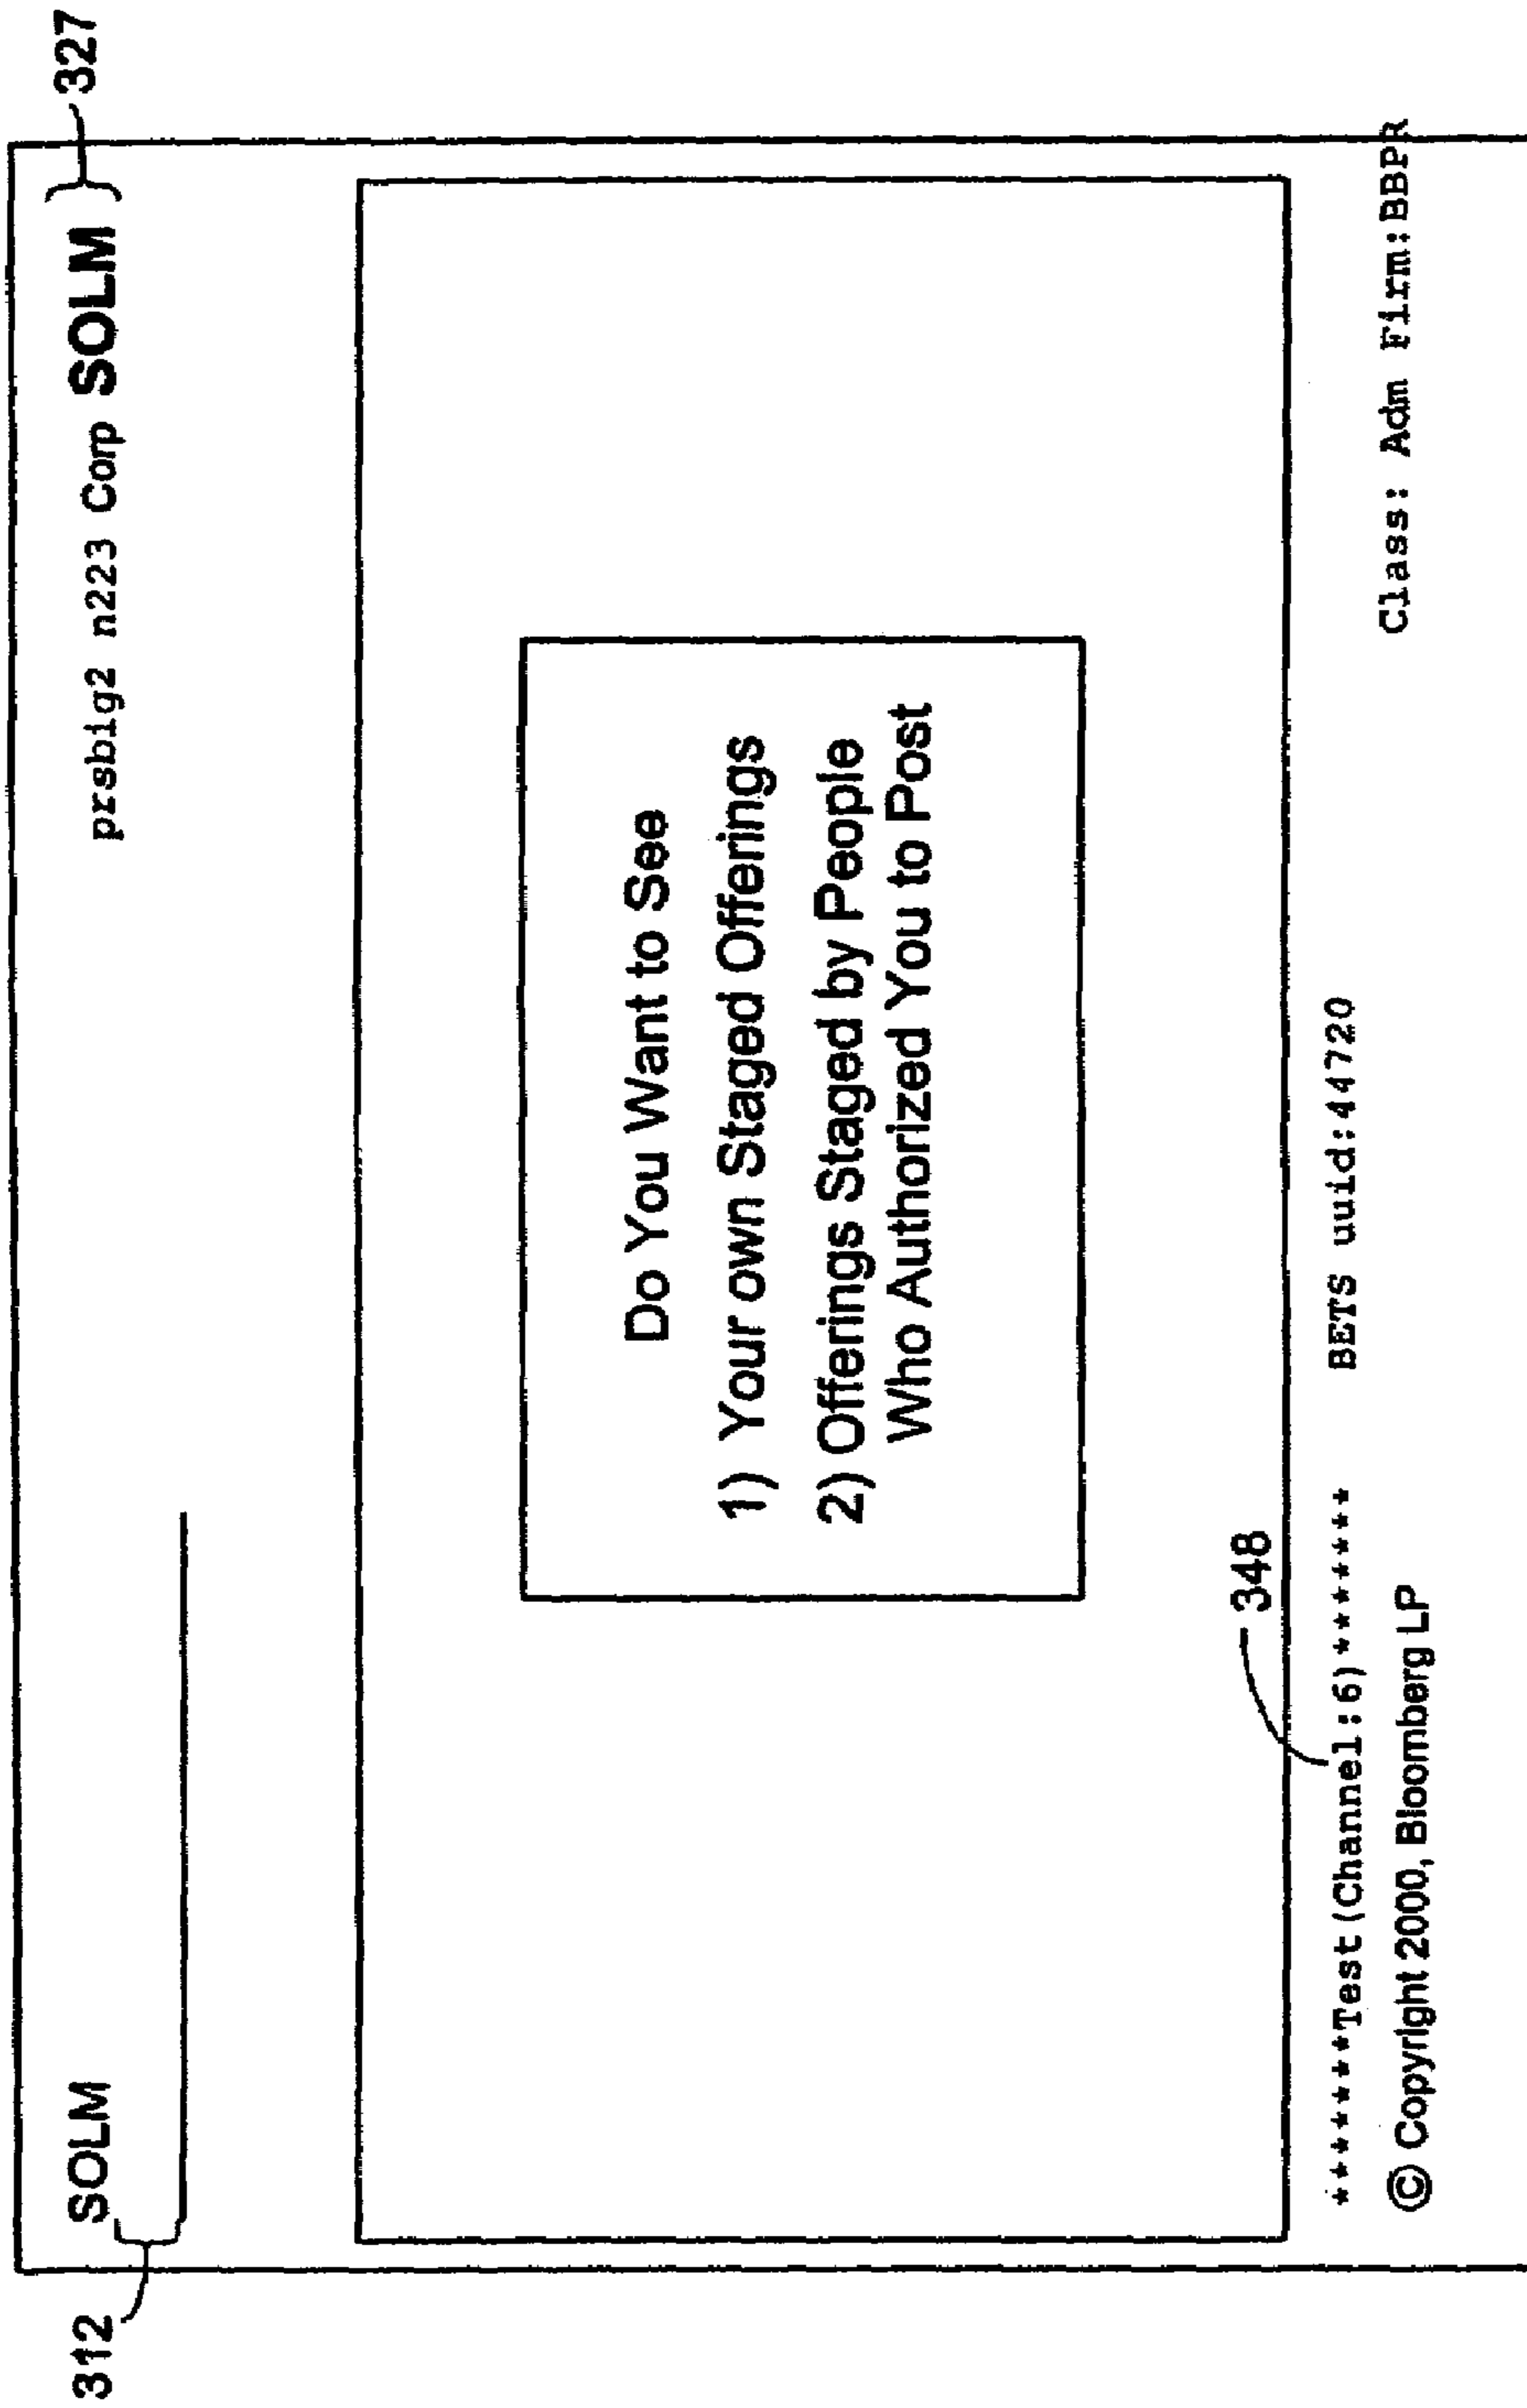 312
SOLM
prsbig2 n223 Corp SOLM
327
Do You Want to See
1) Your own Staged Offerings
2) Offerings Staged by People
Who Authorized You to Post
348
*******Test(Channel:6)******* BETS uuid:44720
© Copyright 2000, Bloomberg LP
Class: Adm Firm:BBPR